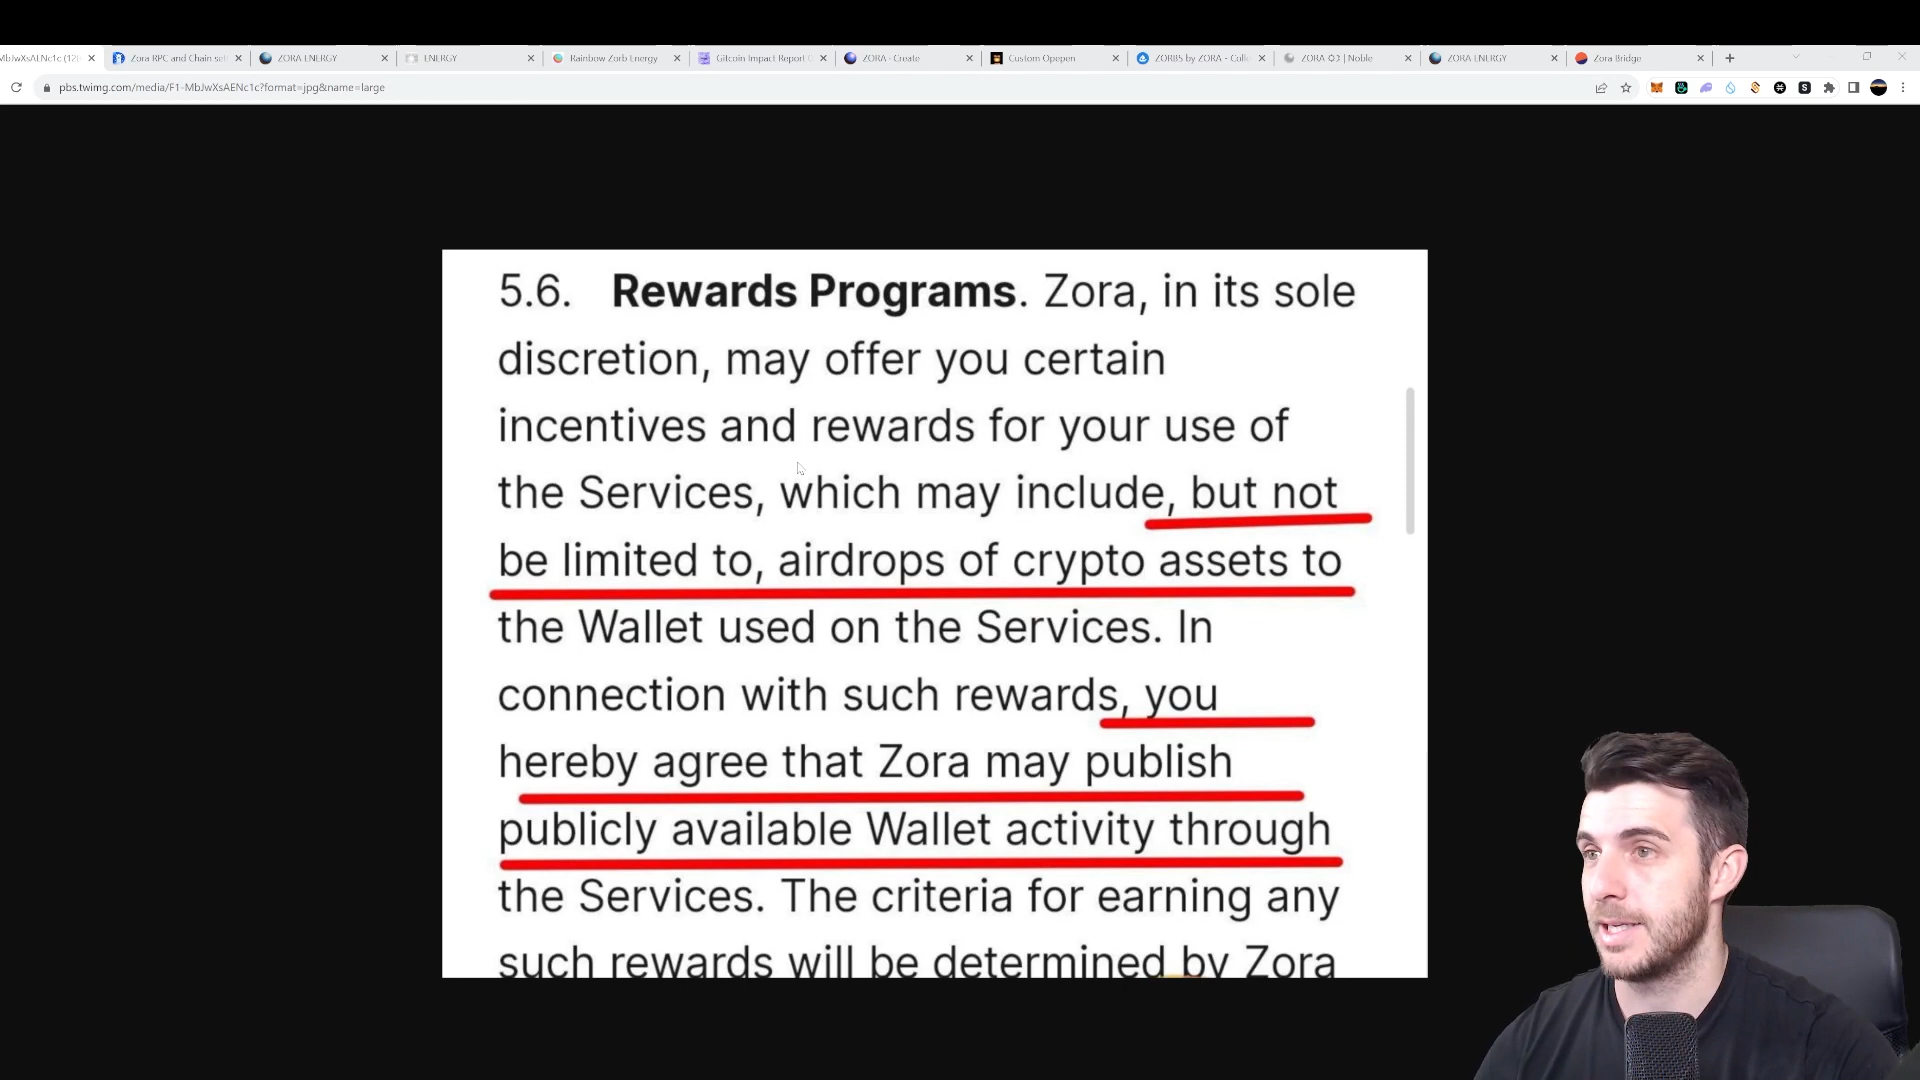 MbJwXsAENc1c (120
Zora RPC and Chain set
ZORA ENERGY
ENERGY
Rainbow Zorb Energy
Gitcoin Impact Report
ZORA - Create
Custom Opepen
ZORBS by ZORA - Colle
ZORA | Noble
ZORA ENERGY
Zora Bridge
pbs.twimg.com/media/F1-MbJwXsAENc1c?format=jpg&name=large
5.6. Rewards Programs. Zora, in its sole
discretion, may offer you certain
incentives and rewards for your use of
the Services, which may include, but not
be limited to, airdrops of crypto assets to
the Wallet used on the Services. In
connection with such rewards, you
hereby agree that Zora may publish
publicly available Wallet activity through
the Services. The criteria for earning any
such rewards will be determined by Zora